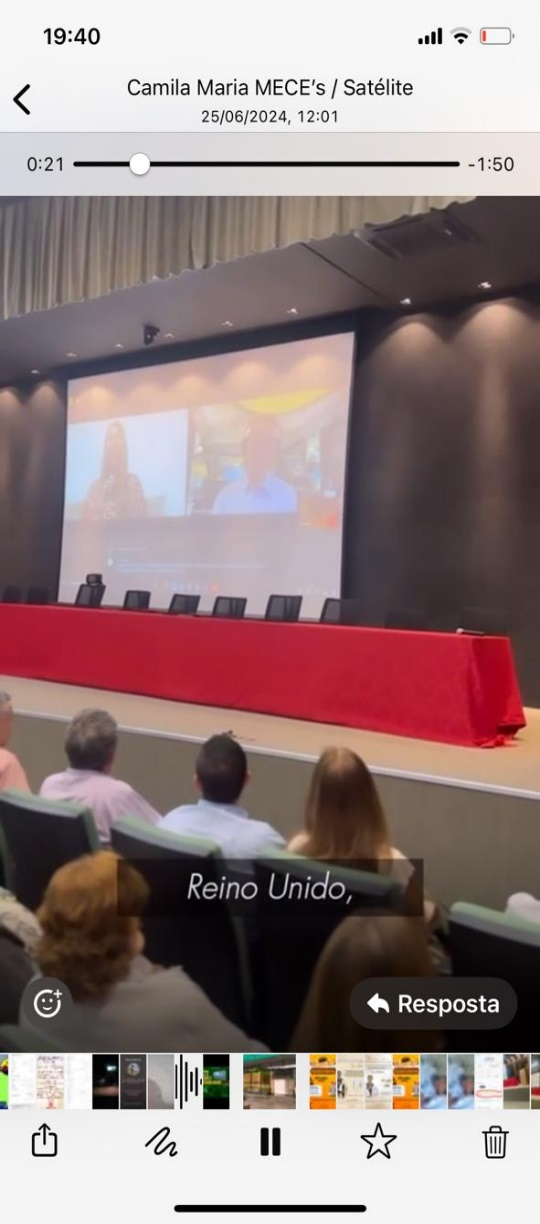 19:40
Camila Maria MECE's / Satélite
25/06/2024, 12:01
0:21
-1:50
Reino Unido,
Resposta